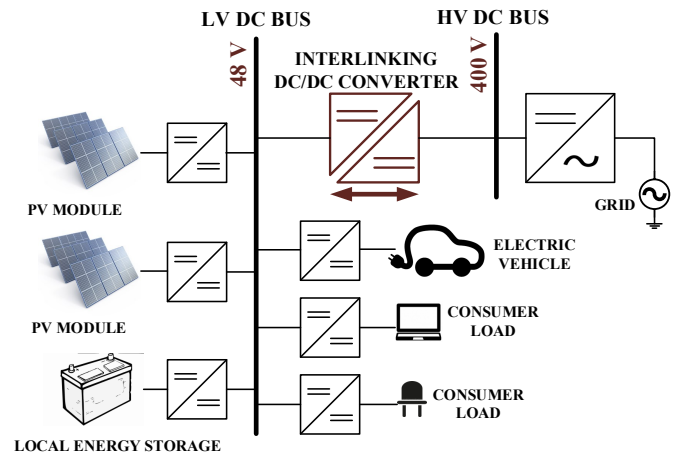 LV DC BUS
HV DC BUS
48 V
INTERLINKING
DC/DC CONVERTER
400 V
PV MODULE
GRID
ELECTRIC
VEHICLE
PV MODULE
CONSUMER
LOAD
CONSUMER
LOAD
LOCAL ENERGY STORAGE